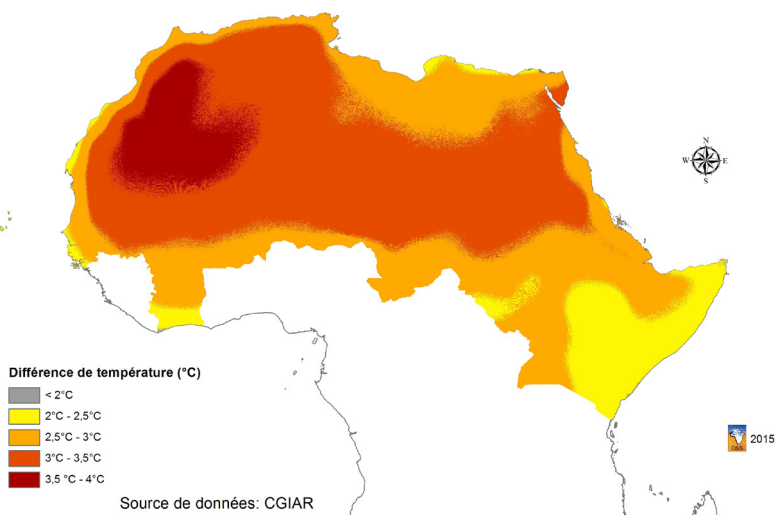 N
W E
S
Différence de température (°C)
< 2°C
2°C - 2,5°C
2,5°C - 3°C
3°C - 3,5°C
3,5 °C - 4°C
OSS
2015
Source de données: CGIAR